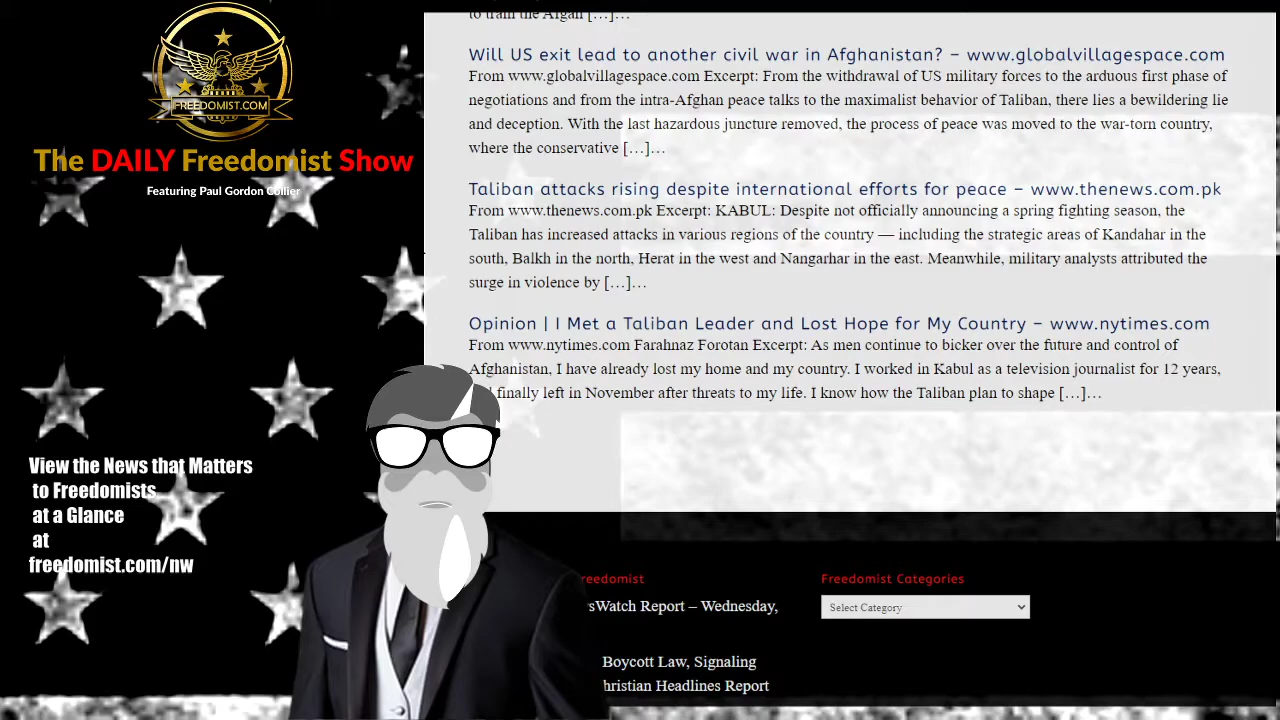 FREEDOMIST.COM
The DAILY Freedomist Show
Featuring Paul Gordon Collier
View the News that Matters
to Freedomists
at a Glance
at
freedomist.com/nw
to train the Afgan […]…
Will US exit lead to another civil war in Afghanistan? – www.globalvillagespace.com
From www.globalvillagespace.com Excerpt: From the withdrawal of US military forces to the arduous first phase of
negotiations and from the intra-Afghan peace talks to the maximum behavior of Taliban, there lies a bewildering lie
and deception. With the last hazardous juncture removed, the process of peace was moved to the war-torn country,
where the conservative […]…
Taliban attacks rising despite international efforts for peace – www.thenews.com.pk
From www.thenews.com.pk Excerpt: KABUL: Despite not officially announcing a spring fighting season, the
Taliban has increased attacks in various regions of the country — including the strategic areas of Kandahar in the
south, Balkh in the north, Herat in the west and Nangarhar in the east. Meanwhile, military analysts attributed the
surge in violence by […]…
Opinion | I Met a Taliban Leader and Lost Hope for My Country – www.nytimes.com
From www.nytimes.com Farahnaz Forotan Excerpt: As men continue to bicker over the future and control of
Afghanistan, I have already lost my home and my country. I worked in Kabul as a television journalist for 12 years,
finally left in November after threats to my life. I know how the Taliban plan to shape […]…
reedomist
sWatch Report – Wednesday,
Boycott Law, Signaling
hristian Headlines Report
Freedomist Categories
Select Category